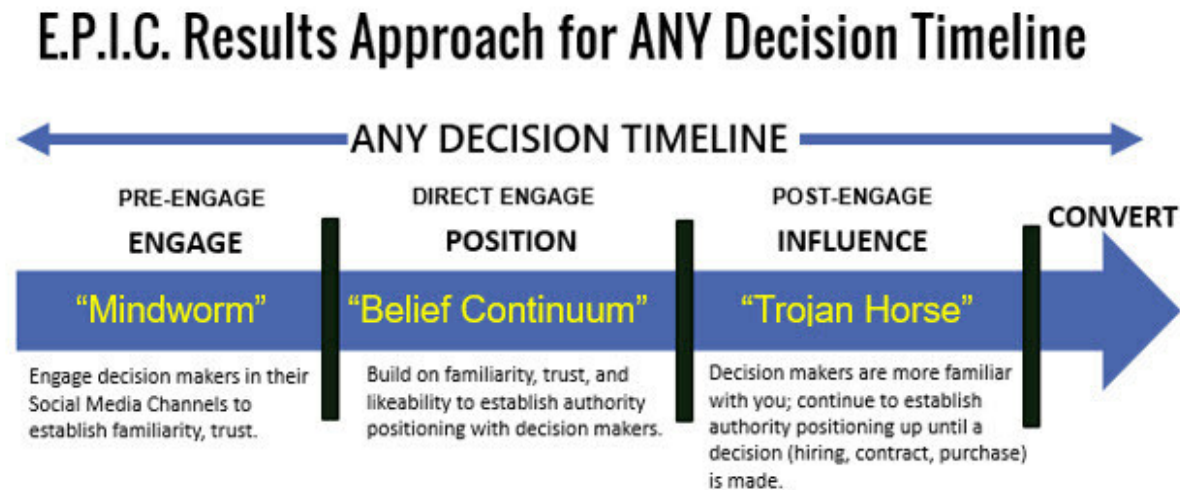 E.P.I.C. Results Approach for ANY Decision Timeline
ANY DECISION TIMELINE
PRE-ENGAGE
ENGAGE
"Mindworm"
Engage decision makers in their
Social Media Channels to
establish familiarity, trust.
DIRECT ENGAGE
POSITION
"Belief Continuum"
Build on familiarity, trust, and
likeability to establish authority
positioning with decision makers.
POST-ENGAGE
INFLUENCE
"Trojan Horse"
Decision makers are more familiar
with you; continue to establish
authority positioning up until a
decision (hiring, contract, purchase)
is made.
CONVERT